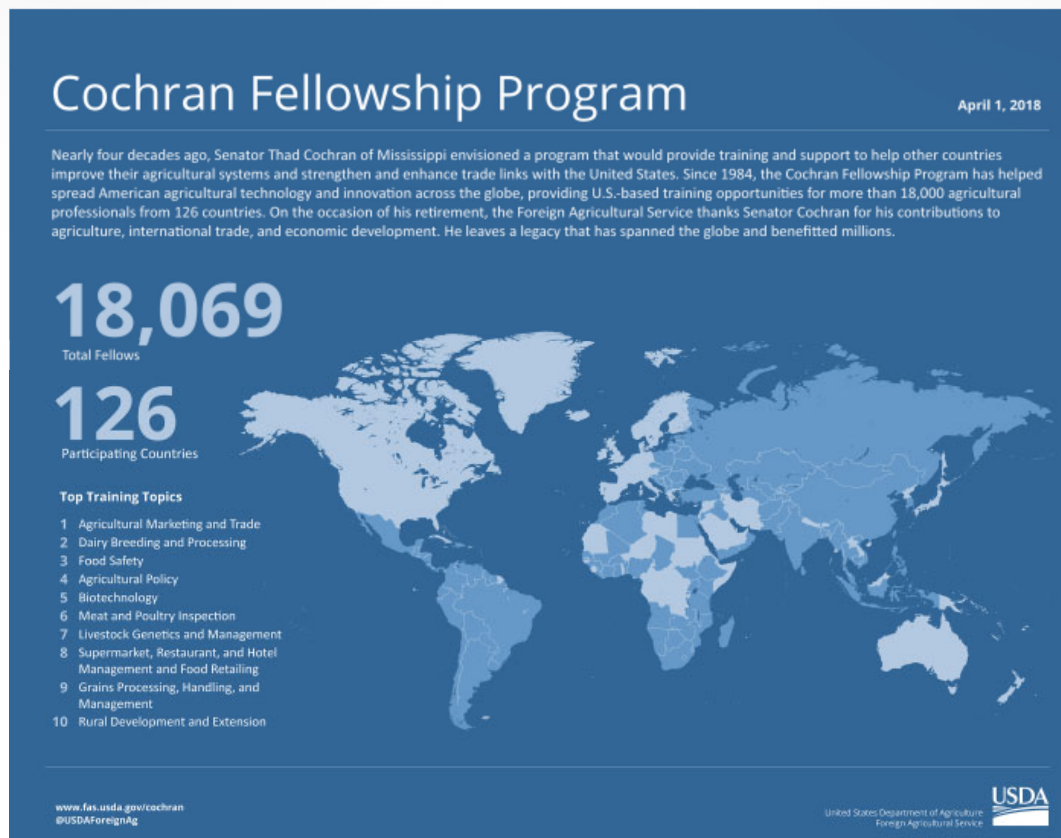 Cochran Fellowship Program
April 1, 2018
Nearly four decades ago, Senator Thad Cochran of Mississippi envisioned a program that would provide training and support to help other countries
improve their agricultural systems and strengthen and enhance trade links with the United States. Since 1984, the Cochran Fellowship Program has helped
spread American agricultural technology and innovation across the globe, providing U.S.-based training opportunities for more than 18,000 agricultural
professionals from 126 countries. On the occasion of his retirement, the Foreign Agricultural Service thanks Senator Cochran for his contributions to
agriculture, international trade, and economic development. He leaves a legacy that has spanned the globe and benefitted millions.
18,069
Total Fellows
126
Participating Countries
Top Training Topics
1 Agricultural Marketing and Trade
2 Dairy Breeding and Processing
3 Food Safety
4 Agricultural Policy
5 Biotechnology
6 Meat and Poultry Inspection
7 Livestock Genetics and Management
8 Supermarket, Restaurant, and Hotel
Management and Food Retailing
9 Grains Processing, Handling, and
Management
10 Rural Development and Extension
www.fas.usda.gov/cochran
@USDAForeignAg
United States Department of Agriculture
Foreign Agricultural Service
USDA